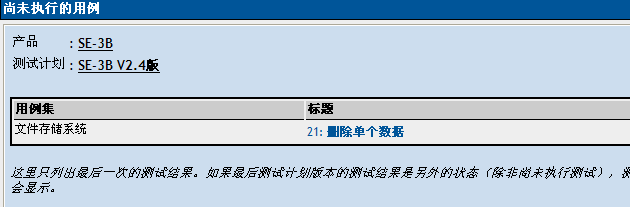 尚未执行的用例
产品 : SE-3B
测试计划 : SE-3B V2.4版
用例集 标题
文件存储系统 21: 删除单个数据
这里只列出最后一次的测试结果。如果最后测试计划版本的测试结果是另外的状态（除非尚未执行测试），测
会显示。